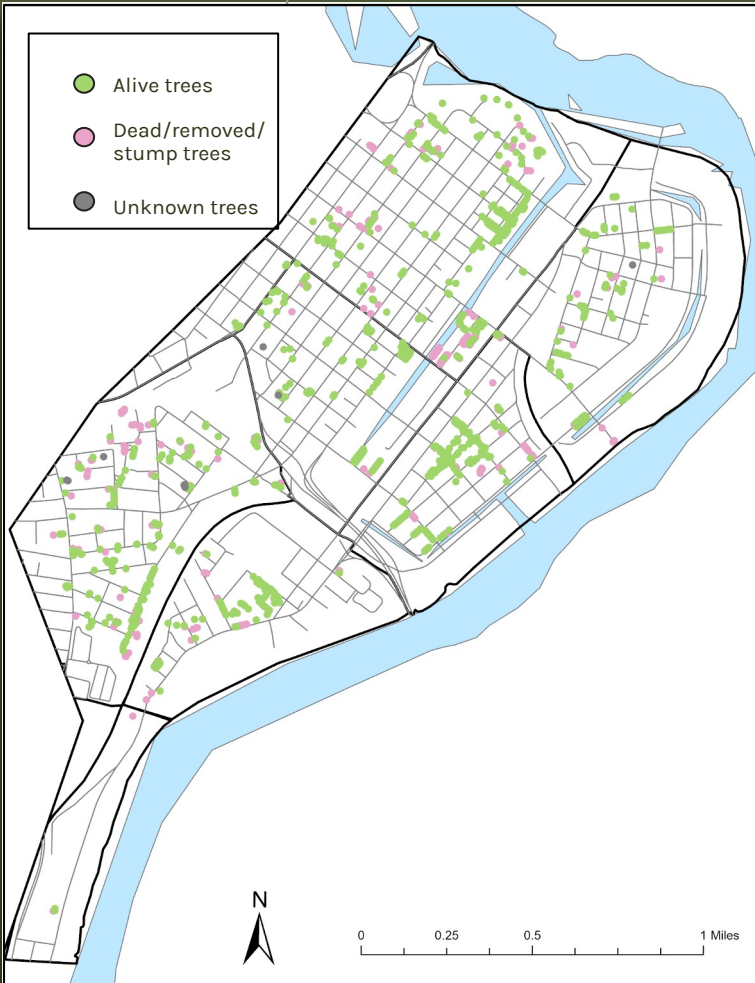 Alive trees
Dead/removed/
stump trees
Unknown trees
N
0 0.25 0.5 1 Miles